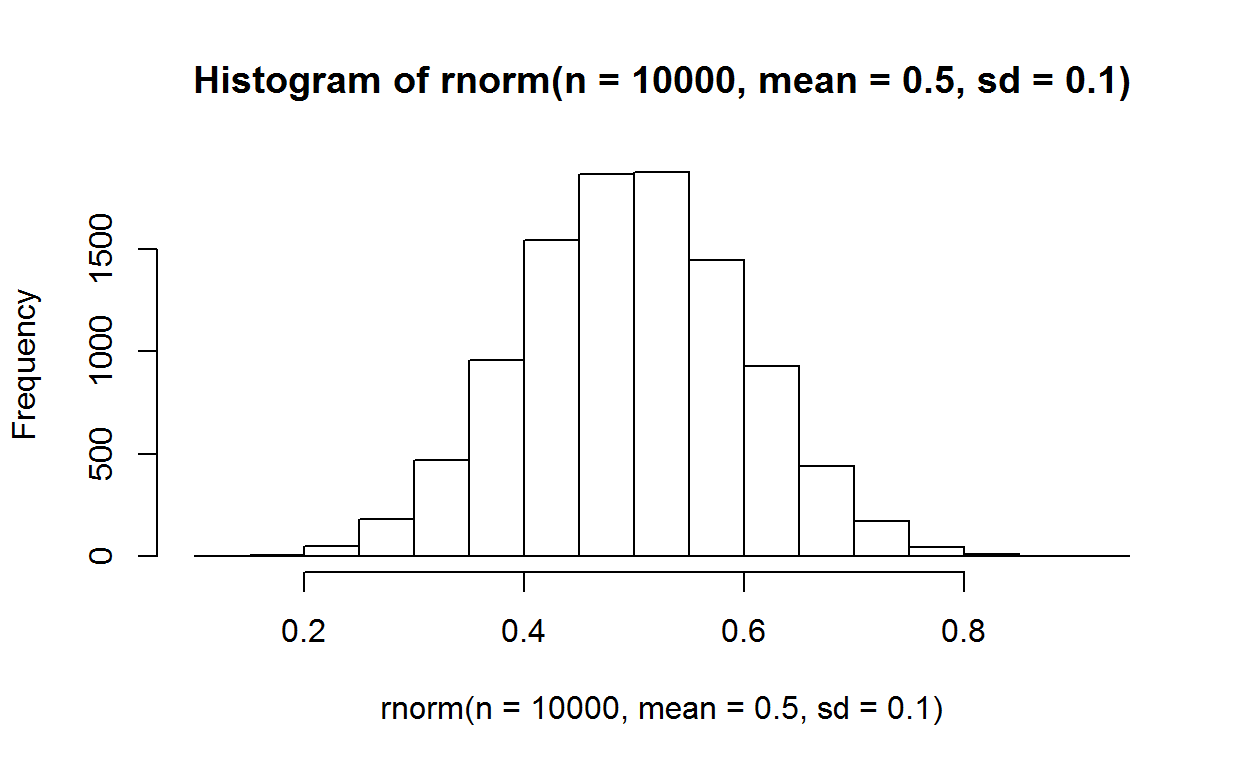 Histogram of rnorm(n = 10000, mean = 0.5, sd = 0.1)
Frequency
1500
1000
500
0
0.2 0.4 0.6 0.8
rnorm(n = 10000, mean = 0.5, sd = 0.1)